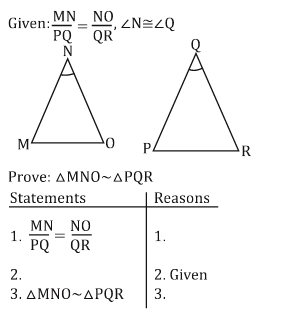 Given: MN/PQ = NO/QR, ∠N≅∠Q
N
Q
M
O
P
R
Prove: △MNO~△PQR
Statements Reasons
1. MN/PQ = NO/QR 1.
2. 2. Given
3. △MNO~△PQR 3.